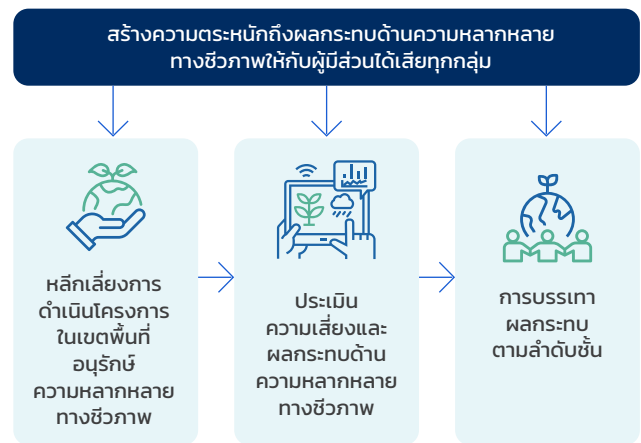 สร้างความตระหนักถึงผลกระทบด้านความหลากหลาย
ทางชีวภาพให้กับผู้มีส่วนได้เสียทุกกลุ่ม
หลีกเลี่ยงการ
ดำเนินโครงการ
ในเขตพื้นที่
อนุรักษ์
ความหลากหลาย
ทางชีวภาพ
ประเมิน
ความเสี่ยงและ
ผลกระทบด้าน
ความหลากหลาย
ทางชีวภาพ
การบรรเทา
ผลกระทบ
ตามลำดับชั้น